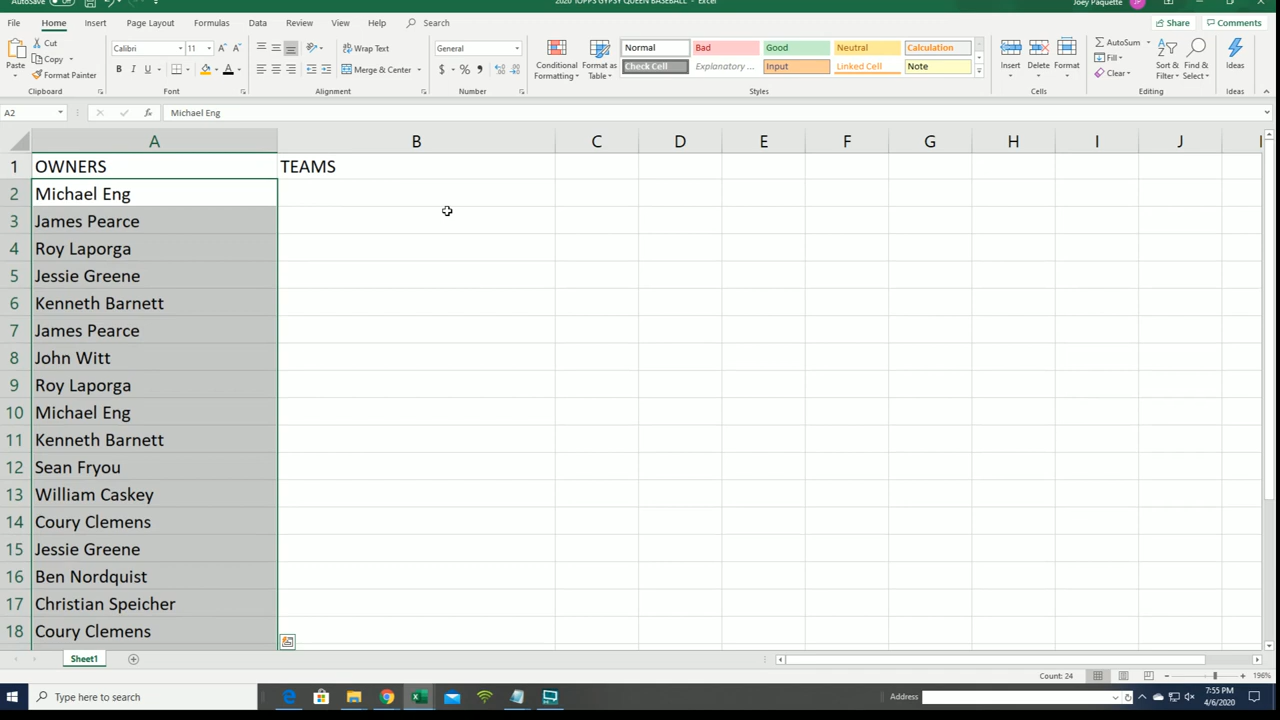 AutoSave
2020 TOPPS GYPSY QUEEN BASEBALL - Excel
Joey Paquette
JP
File Home Insert Page Layout Formulas Data Review View Help Search
Share Comments
Paste
Cut
Copy
Format Painter
Calibri 11
B I U
Wrap Text
Merge & Center
General
$ % ,
Conditional Formatting
Format as Table
Normal Bad Good Neutral Calculation
Check Cell Explanatory ... Input Linked Cell Note
Insert Delete Format
AutoSum
Fill
Clear
Sort & Filter
Find & Select
Ideas
Clipboard Font Alignment Number Styles Cells Editing Ideas
A2 fx Michael Eng
A B C D E F G H I J
1 OWNERS TEAMS
2 Michael Eng
3 James Pearce
4 Roy Laporga
5 Jessie Greene
6 Kenneth Barnett
7 James Pearce
8 John Witt
9 Roy Laporga
10 Michael Eng
11 Kenneth Barnett
12 Sean Fryou
13 William Caskey
14 Coury Clemens
15 Jessie Greene
16 Ben Nordquist
17 Christian Speicher
18 Coury Clemens
Sheet1
Count: 24 196%
Type here to search
Address
7:55 PM
4/6/2020